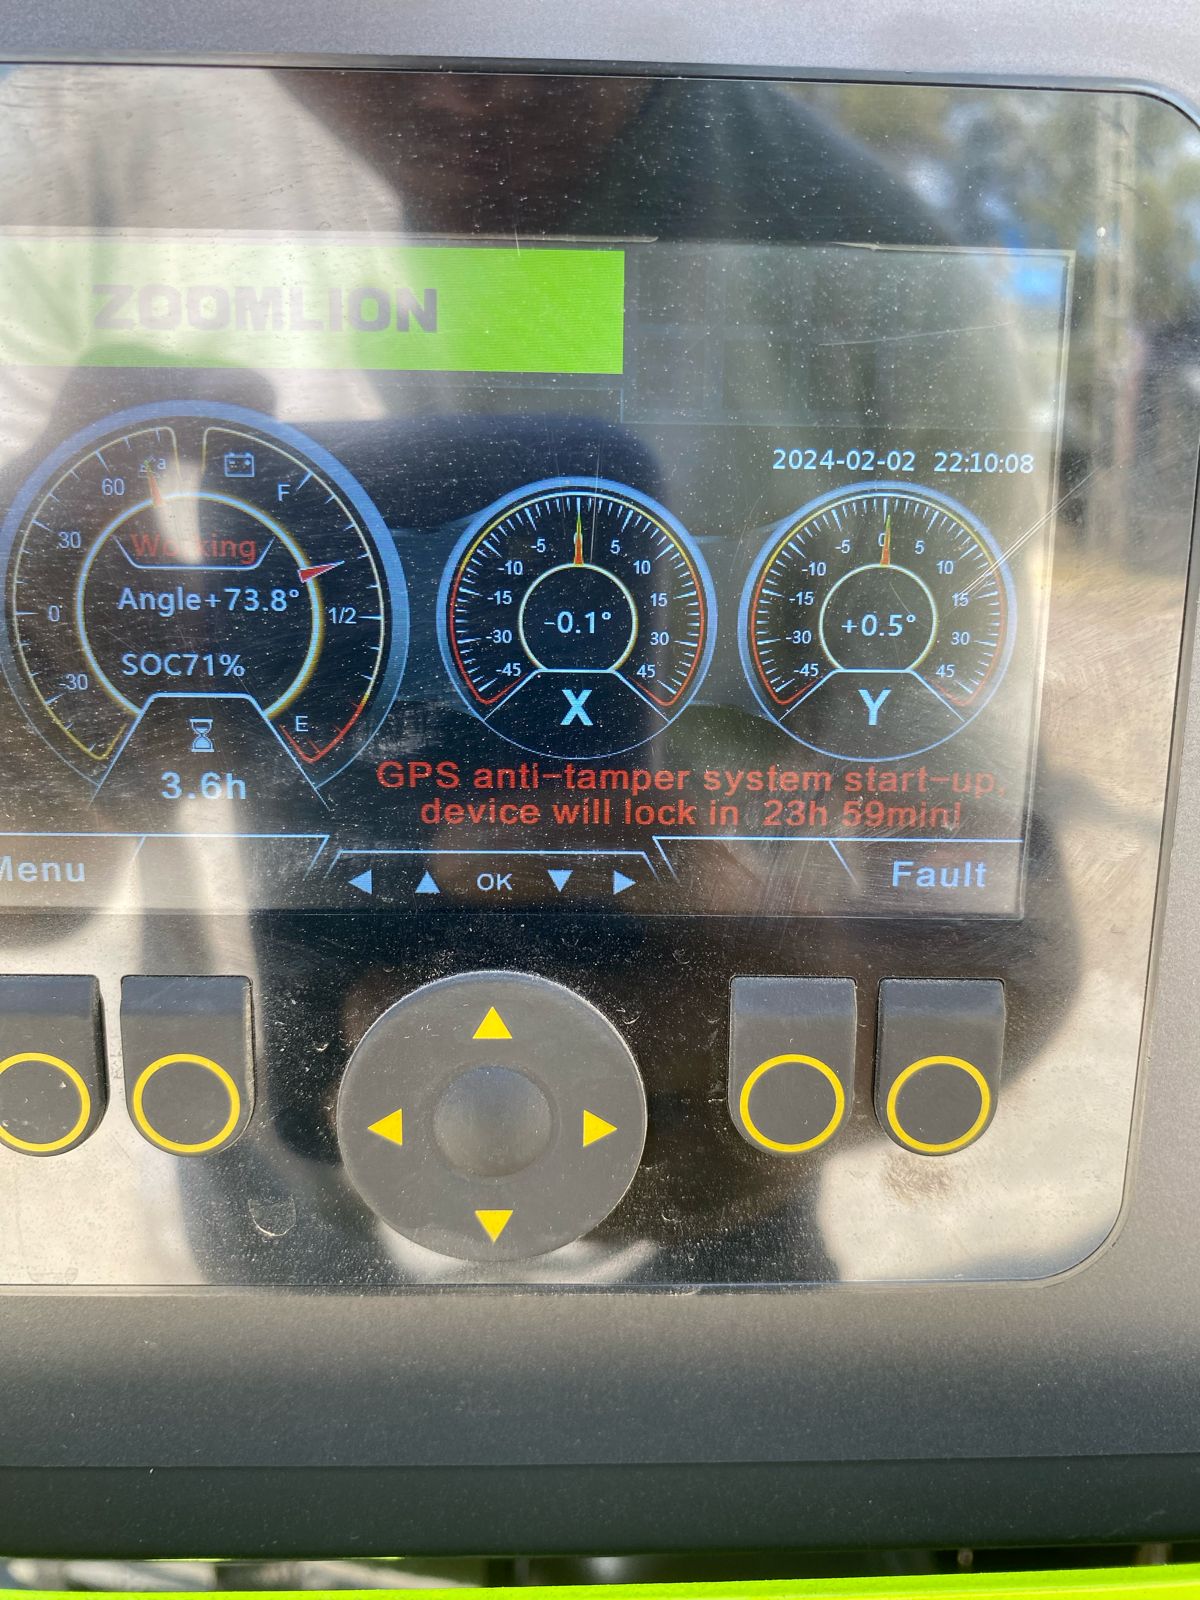 ZOOMLION
2024-02-02 22:10:08
60
30
0
-30
F
1/2
E
Working
Angle+73.8°
SOC71%
3.6h
-45 -30 -15 -10 -5 0 5 10 15 30 45
-0.1°
X
-45 -30 -15 -10 -5 0 5 10 15 30 45
+0.5°
Y
GPS anti-tamper system start-up,
device will lock in 23h 59min!
Menu
OK
Fault